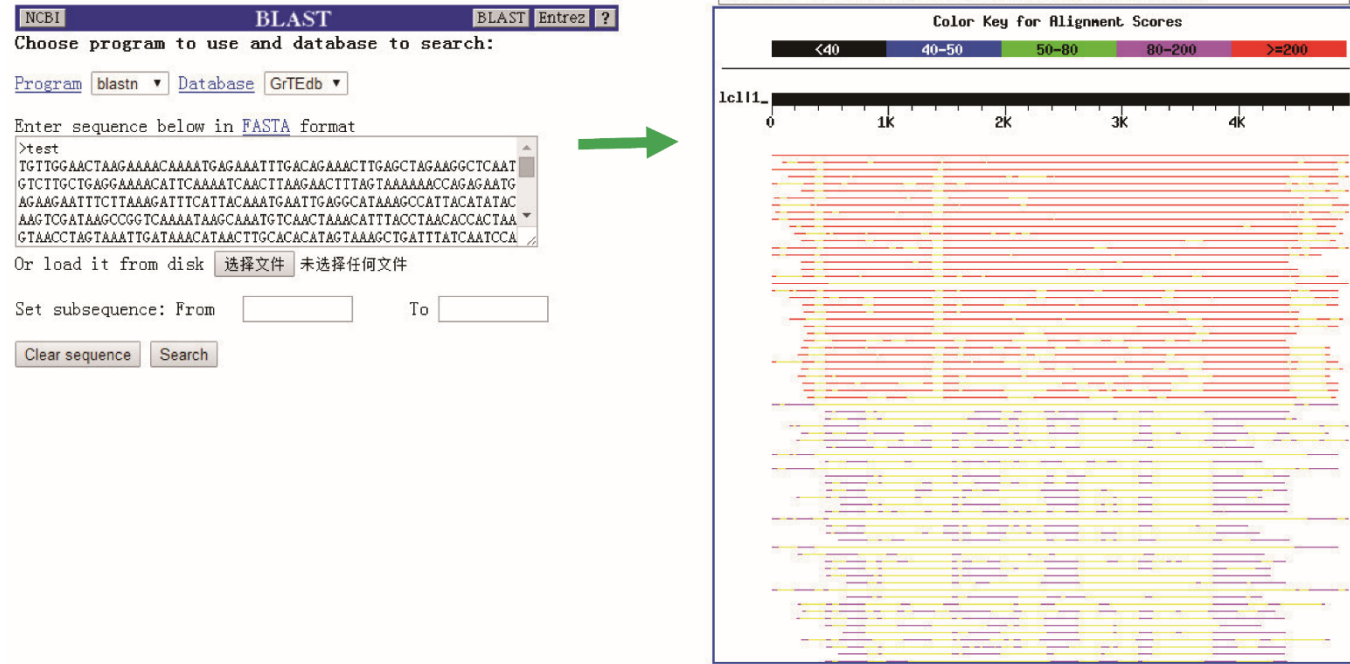 NCBI BLAST BLAST Entrez ?
Choose program to use and database to search:
Program blastn Database GrTEdb
Enter sequence below in FASTA format
>test
TGTTGGAACTAAGAAAACAAAATGAGAAATTTGACAGAAACTTGAGCTAGAAGGCTCAAT
GTCTTGCTGAGGAAAACATTCAAAATCAACTTAAGAACTTTAGTAAAAAACCAGAGAATG
AGAAGAATTTCTTAAAGATTTCATTACAAATGAATTGAGGCATAAAGCCATTACATATAC
AAGTCGATAAGCCGGTCAAAATAAGCAAATGTCAACTAAACATTTACCTAACACCACTAA
GTAACCTAGTAAATTGATAAACATAACTTGCACACATAGTAAAGCTGATTTATCAATCCA
Or load it from disk 选择文件 未选择任何文件
Set subsequence: From To
Clear sequence Search
Color Key for Alignment Scores
<40 40-50 50-80 80-200 >=200
lcl|1_
0 1K 2K 3K 4K